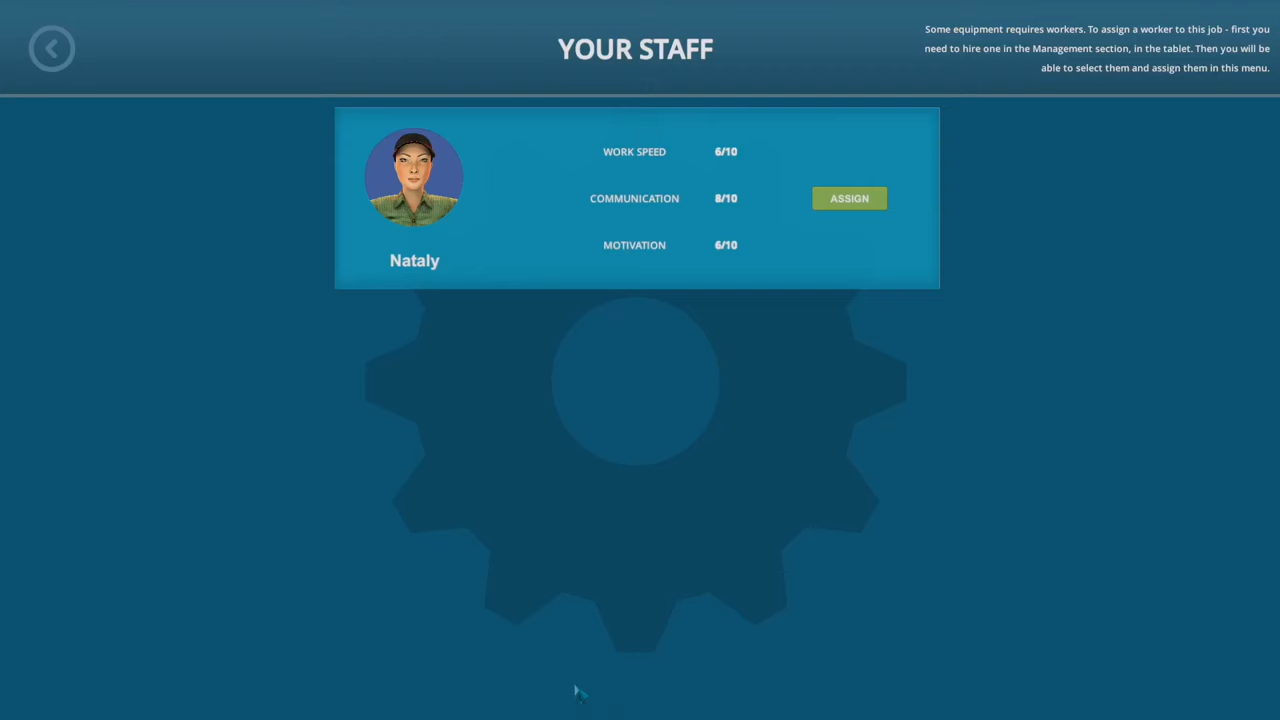 YOUR STAFF
Some equipment requires workers. To assign a worker to this job - first you
need to hire one in the Management section, in the tablet. Then you will be
able to select them and assign them in this menu.
WORK SPEED 6/10
COMMUNICATION 8/10
ASSIGN
MOTIVATION 6/10
Nataly